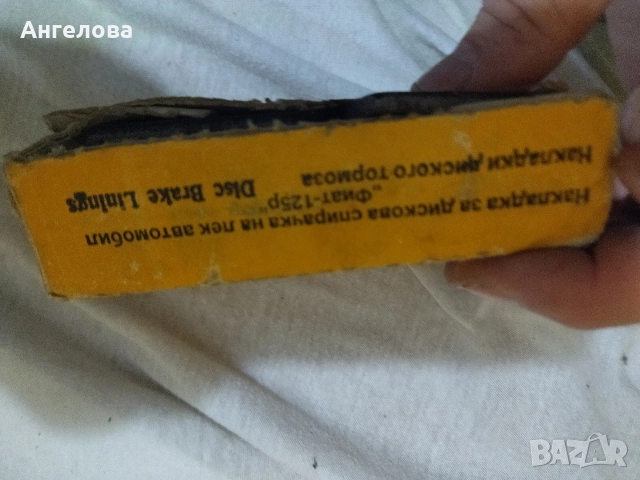 Ангелова
Накладка за дискова спирачка на лек автомобил
„Фиат-125р"
Накладки диского тормоза
Disc Brake Linings
BAZAR